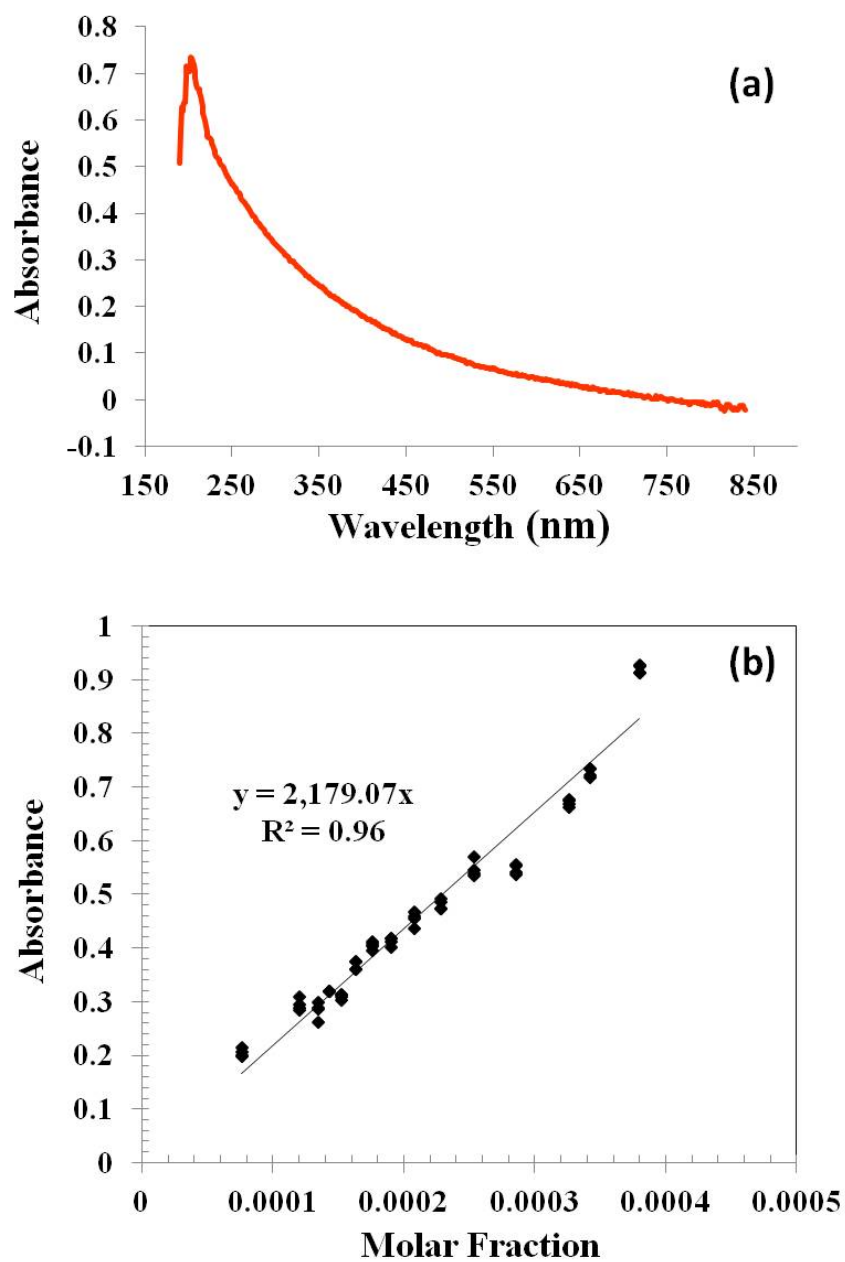 (a)
Absorbance
0.8
0.7
0.6
0.5
0.4
0.3
0.2
0.1
0
-0.1
150 250 350 450 550 650 750 850
Wavelength (nm)
(b)
Absorbance
1
0.9
0.8
0.7
0.6
0.5
0.4
0.3
0.2
0.1
0
y = 2,179.07x
R² = 0.96
0 0.0001 0.0002 0.0003 0.0004 0.0005
Molar Fraction